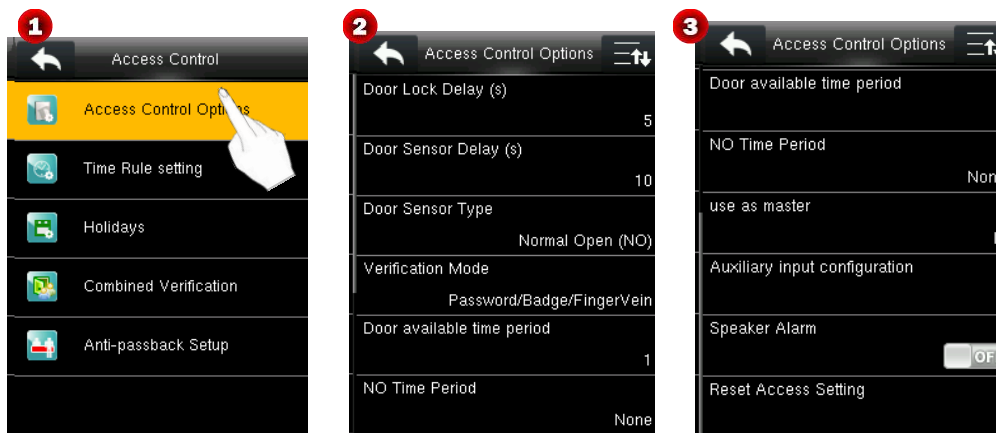 1
Access Control
Access Control Options
Time Rule setting
Holidays
Combined Verification
Anti-passback Setup
2
Access Control Options
Door Lock Delay (s)
5
Door Sensor Delay (s)
10
Door Sensor Type
Normal Open (NO)
Verification Mode
Password/Badge/FingerVein
Door available time period
1
NO Time Period
None
3
Access Control Options
Door available time period
NO Time Period
Non
use as master
Auxiliary input configuration
Speaker Alarm
OF
Reset Access Setting